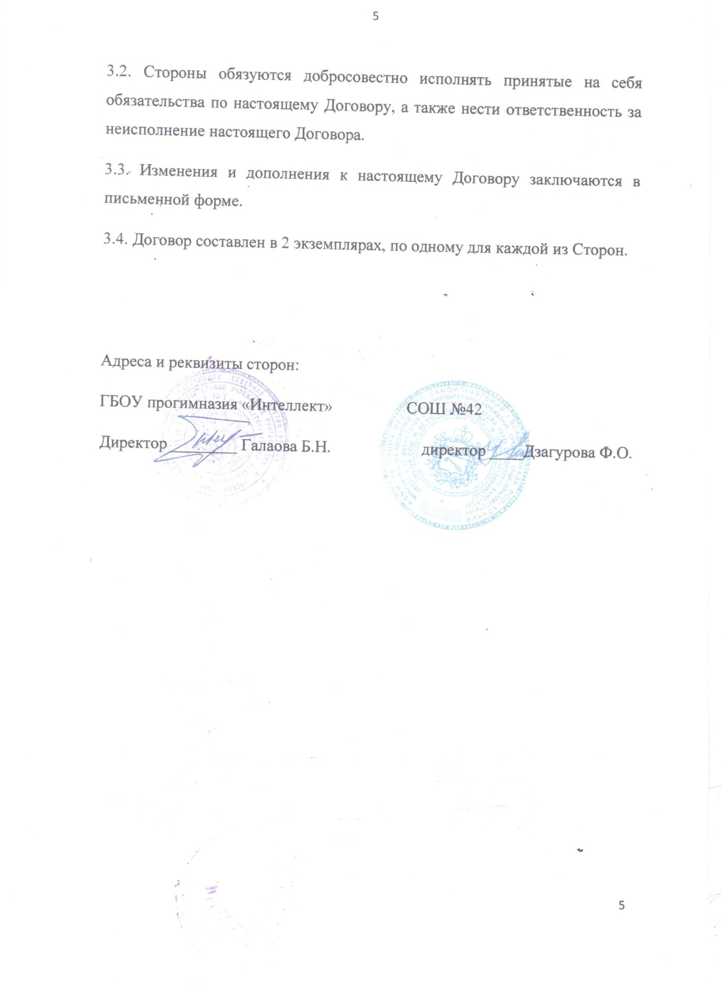 5
3.2. Стороны обязуются добросовестно исполнять принятые на себя
обязательства по настоящему Договору, а также нести ответственность за
неисполнение настоящего Договора.
3.3. Изменения и дополнения к настоящему Договору заключаются в
письменной форме.
3.4. Договор составлен в 2 экземплярах, по одному для каждой из Сторон.
Адреса и реквизиты сторон:
ГБОУ прогимназия «Интеллект» СОШ №42
Директор ________ Галаова Б.Н. директор ____Дзагурова Ф.О.
5